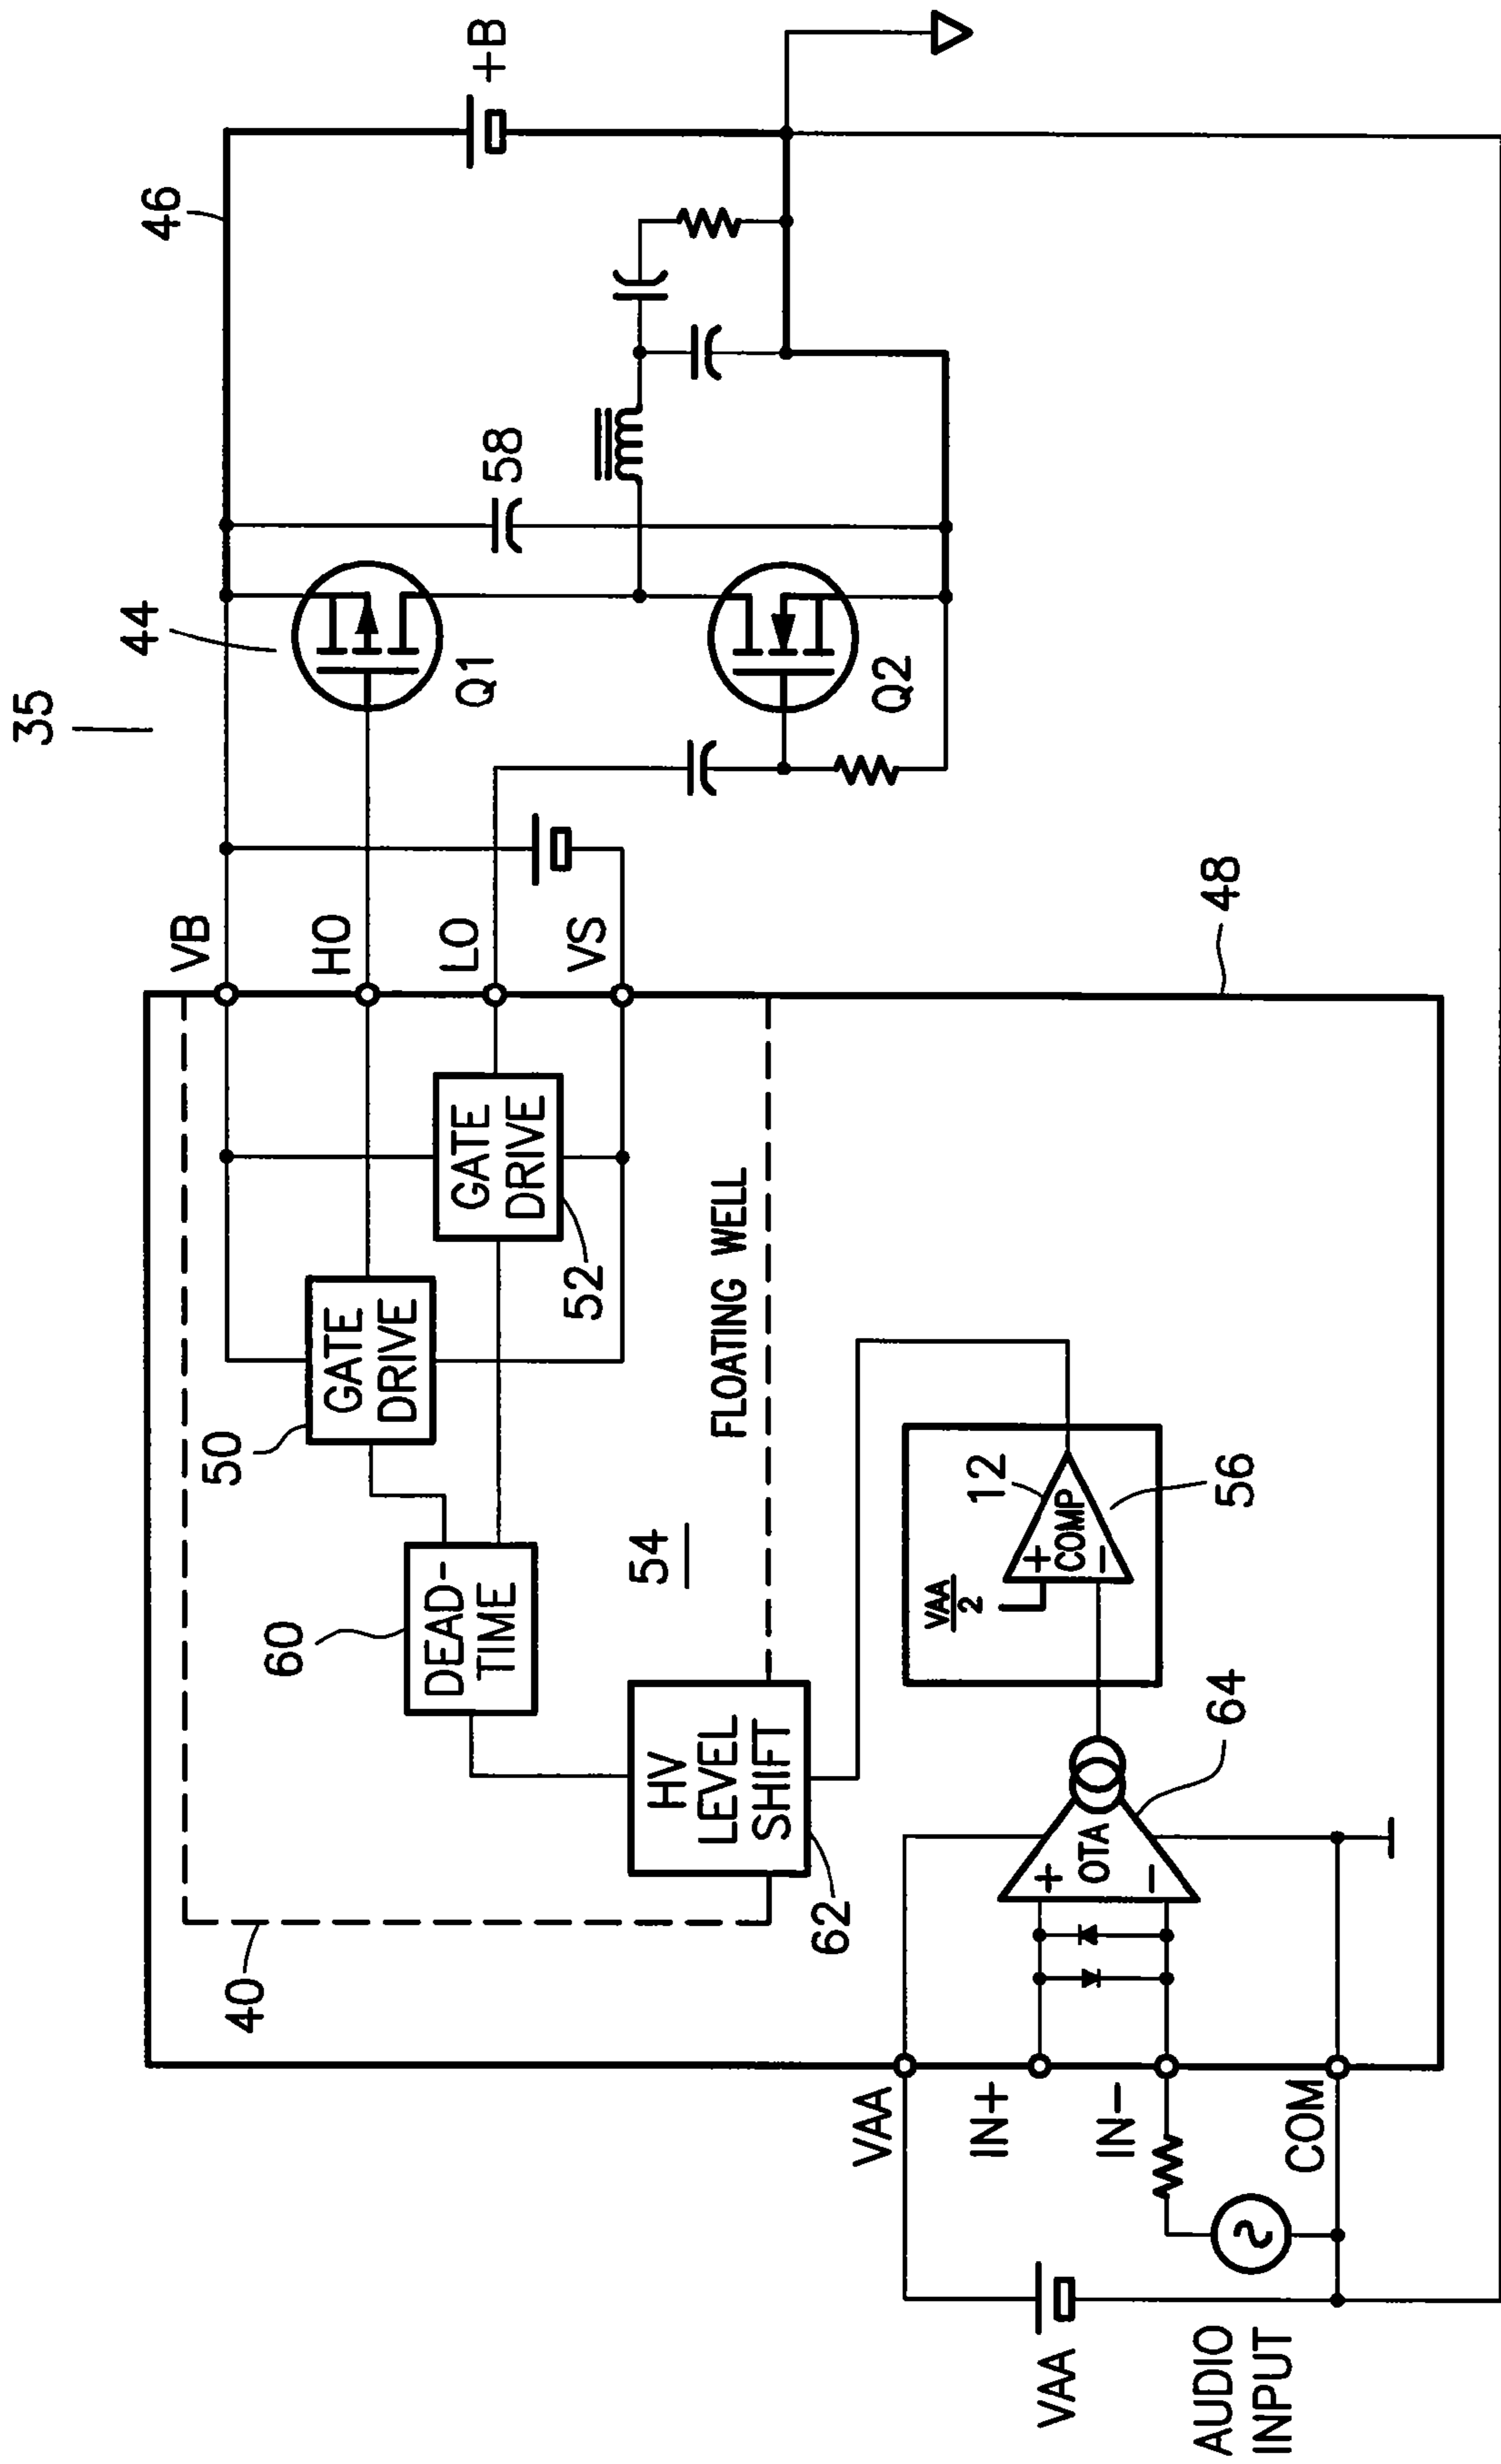 35
44
46
+B
58
Q1
Q2
VB
HO
LO
VS
48
50
GATE
DRIVE
GATE
DRIVE
52
60
DEAD-
TIME
54
FLOATING WELL
HV
LEVEL
SHIFT
62
40
VAA
2
12
+
COMP
−
56
64
+
OTA
−
VAA
IN+
IN−
COM
VAA
AUDIO
INPUT